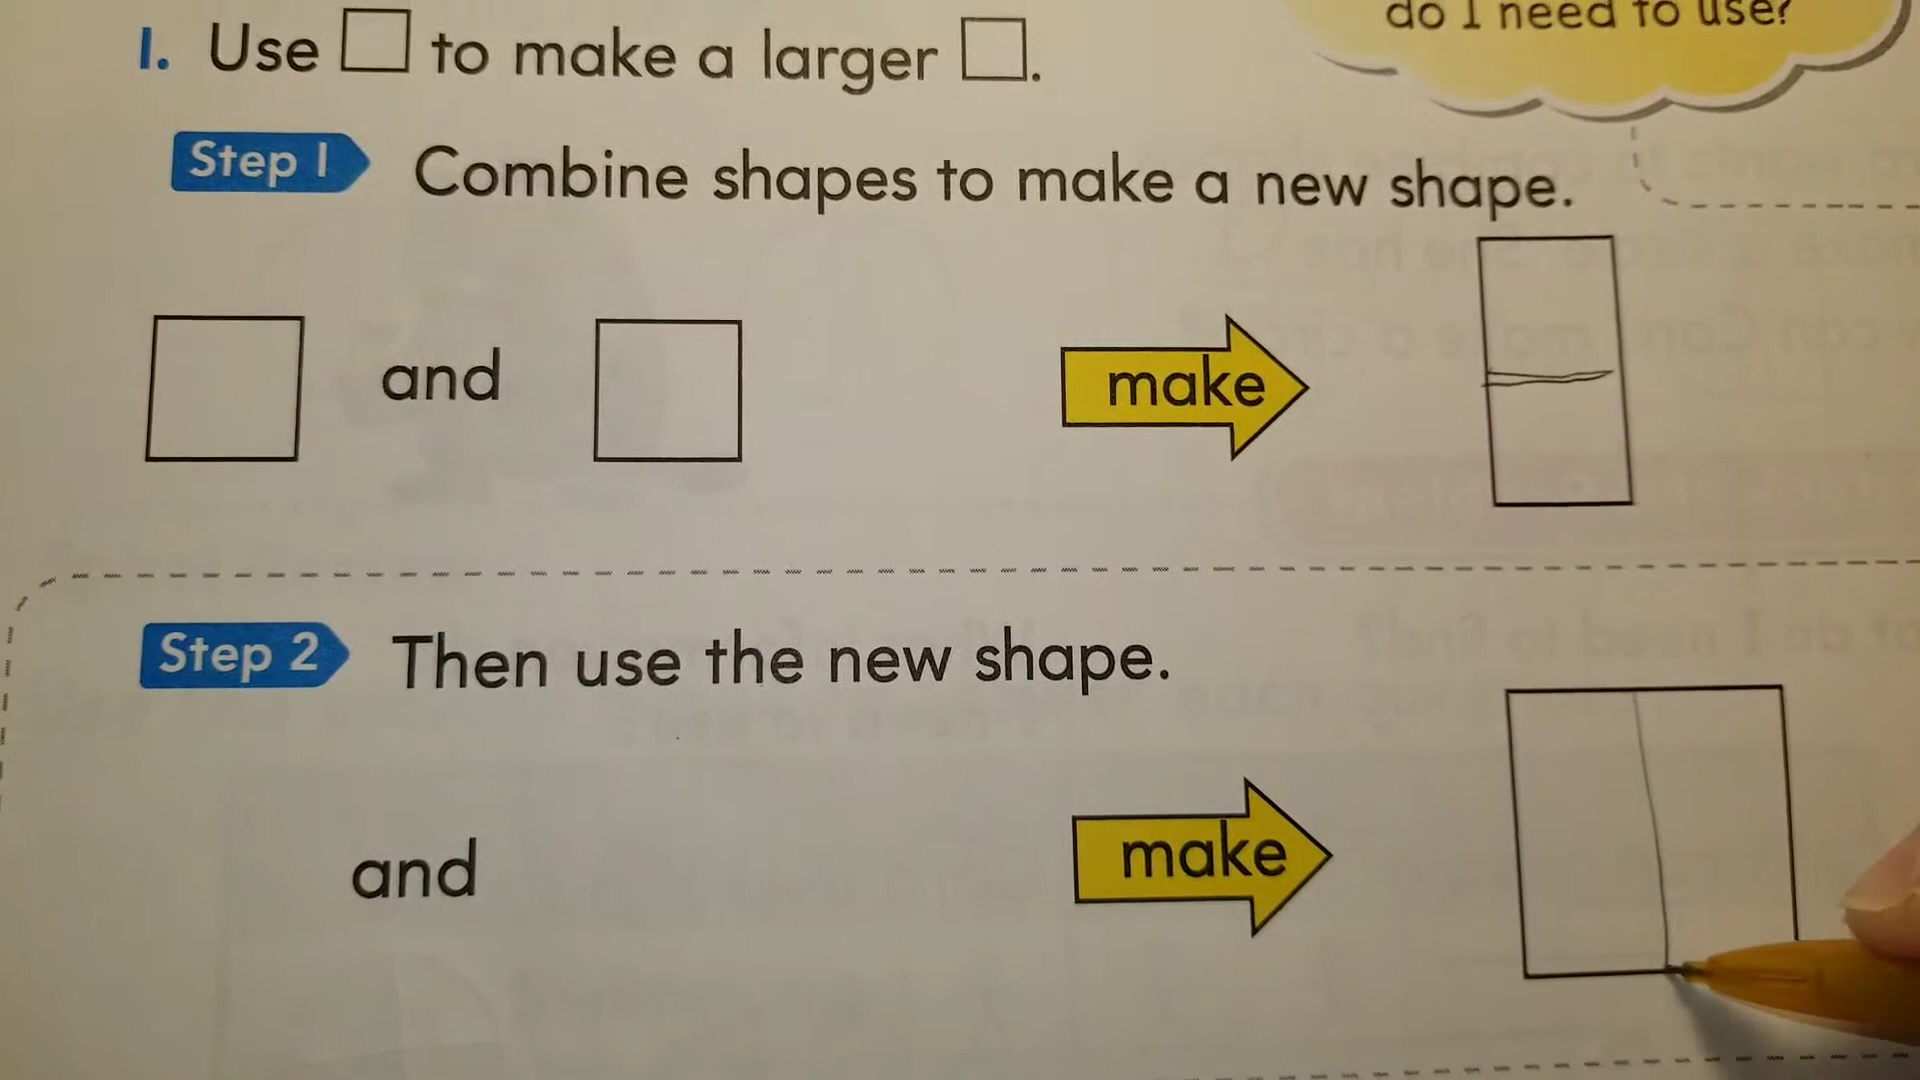 do I need to use?
1. Use to make a larger .
Step 1 Combine shapes to make a new shape.
and make
Step 2 Then use the new shape.
and make